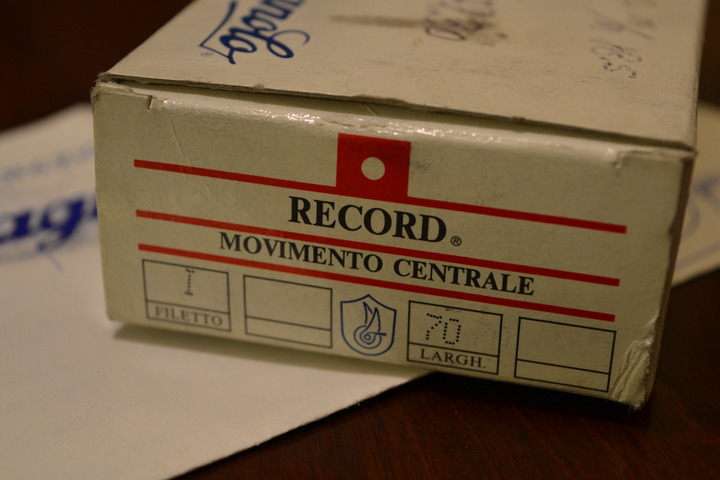 RECORD®
MOVIMENTO CENTRALE
I
FILETTO
70
LARGH.